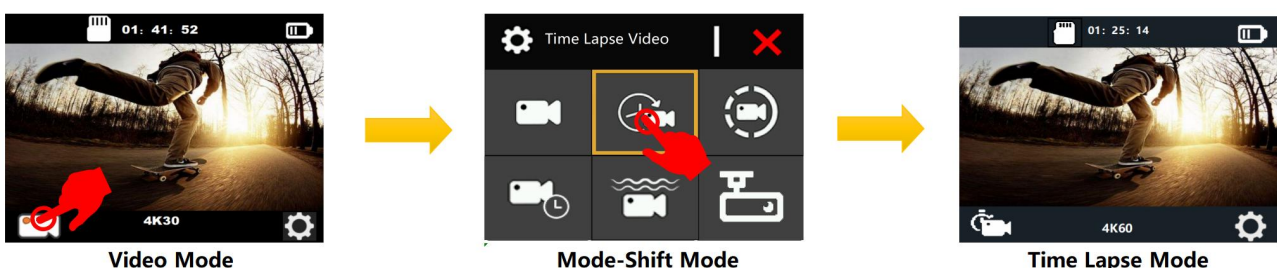 01: 41: 52
4K30
Video Mode
Time Lapse Video
Mode-Shift Mode
01: 25: 14
4K60
Time Lapse Mode